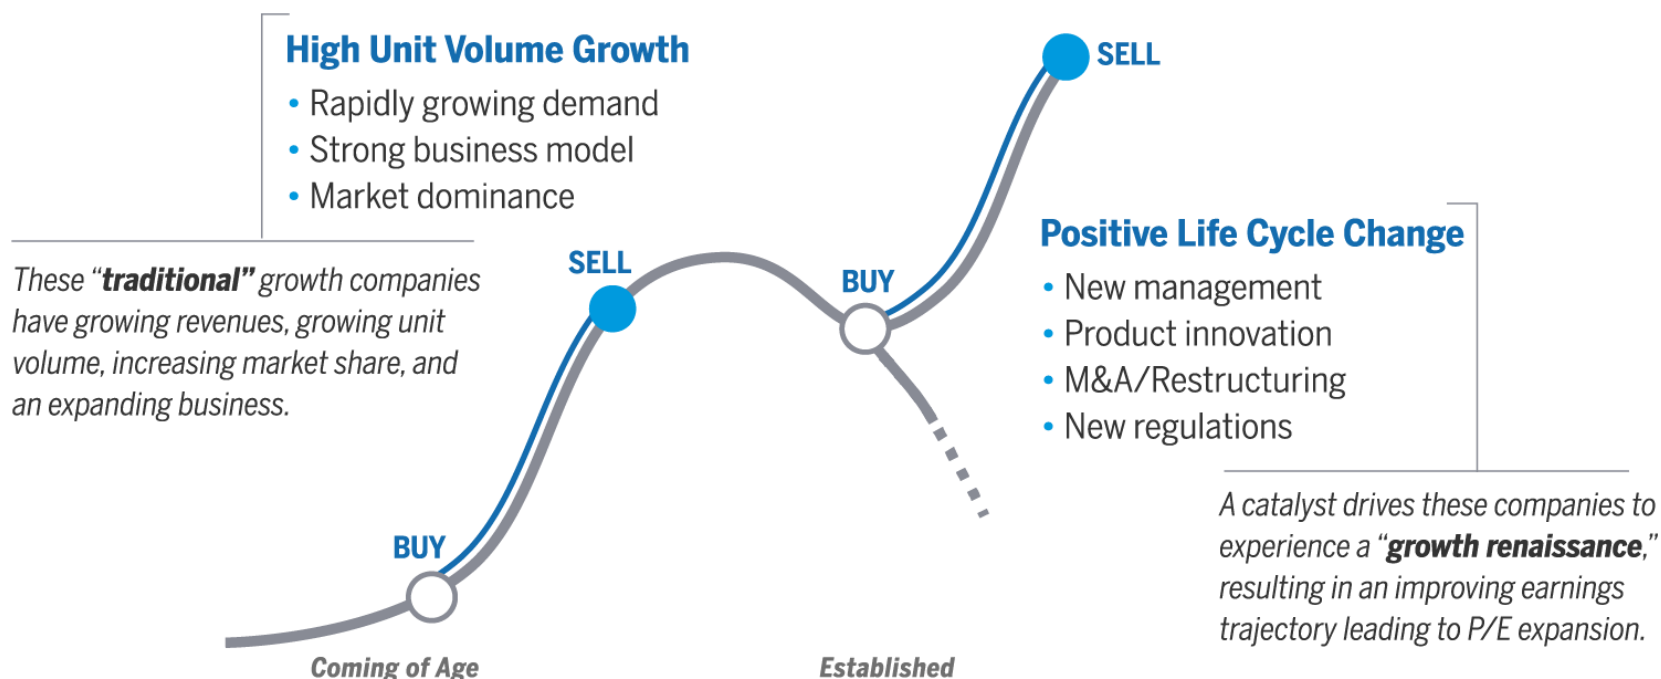 High Unit Volume Growth
• Rapidly growing demand
• Strong business model
• Market dominance
These “traditional” growth companies
have growing revenues, growing unit
volume, increasing market share, and
an expanding business.
SELL
BUY
BUY
SELL
Positive Life Cycle Change
• New management
• Product innovation
• M&A/Restructuring
• New regulations
A catalyst drives these companies to
experience a “growth renaissance,”
resulting in an improving earnings
trajectory leading to P/E expansion.
Coming of Age
Established